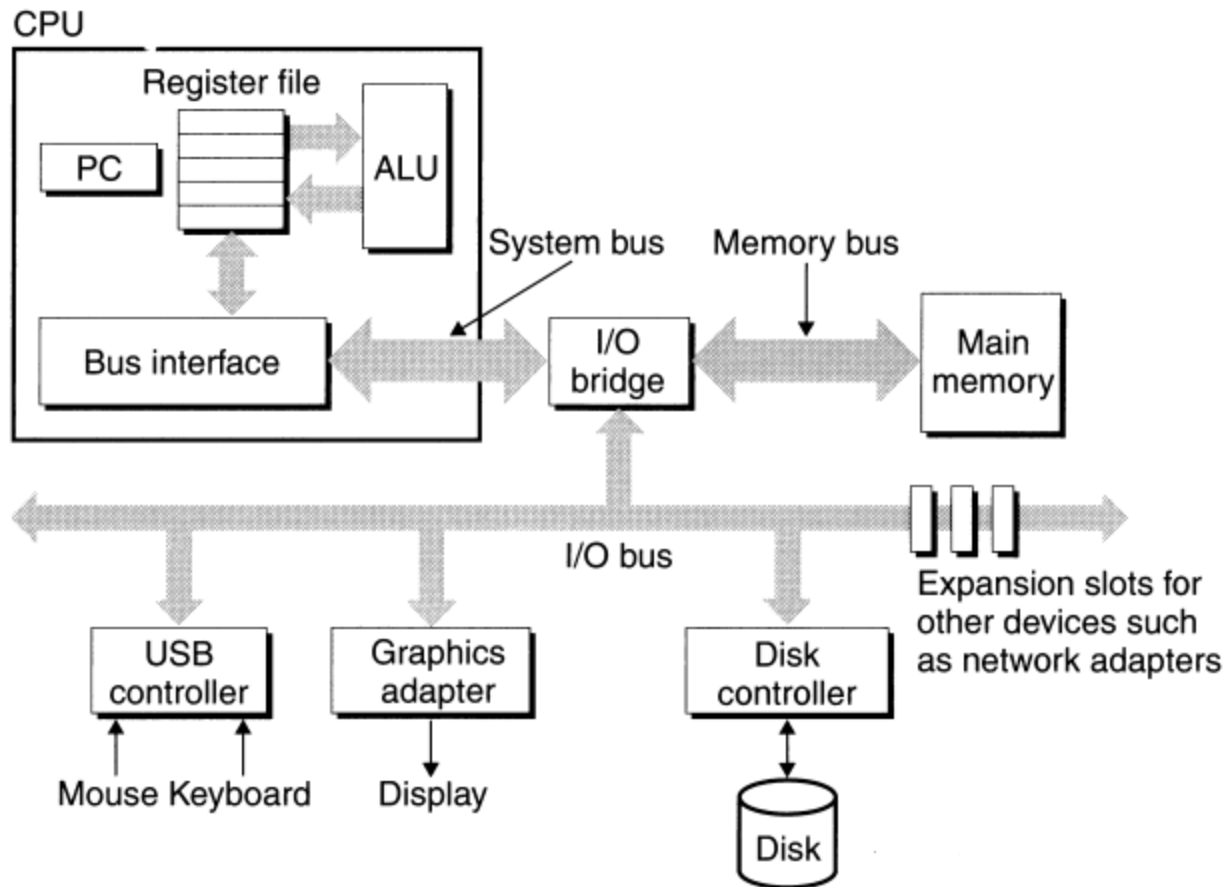 CPU
Register file
PC
ALU
System bus
Memory bus
Bus interface
I/O
bridge
Main
memory
I/O bus
Expansion slots for
other devices such
as network adapters
USB
controller
Graphics
adapter
Disk
controller
Mouse Keyboard
Display
Disk